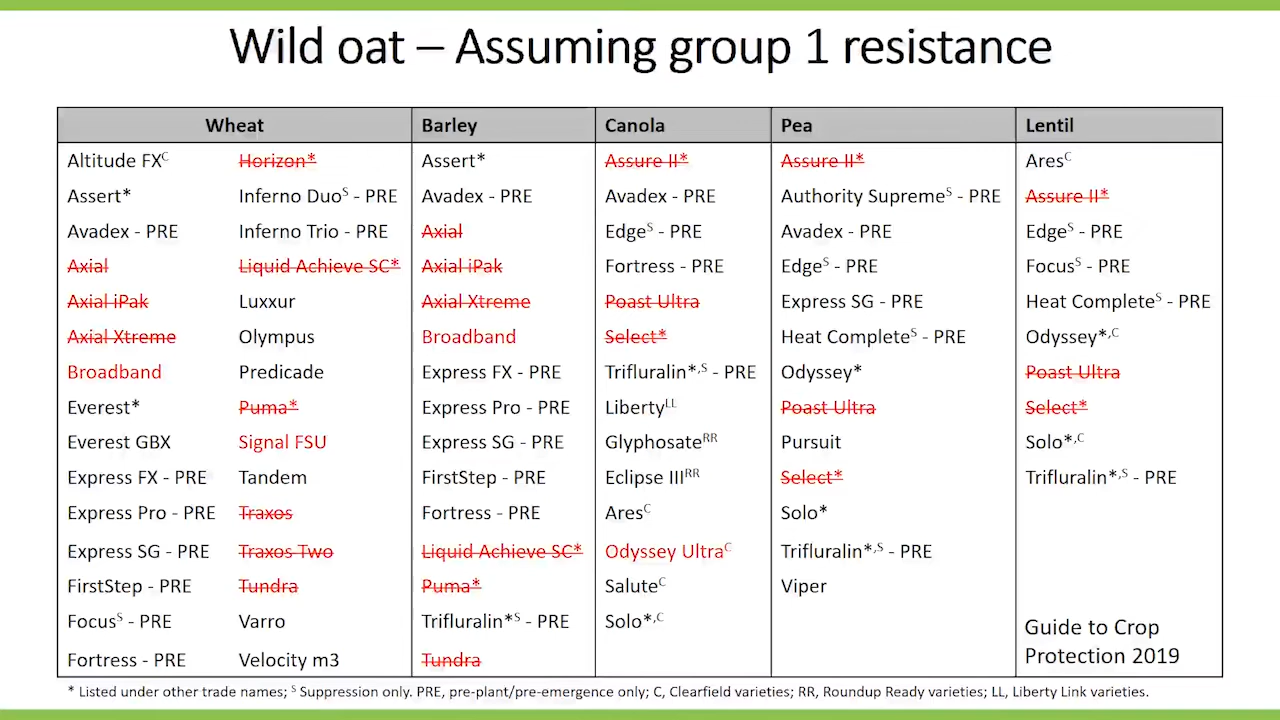 Wild oat – Assuming group 1 resistance
Wheat Barley Canola Pea Lentil
Altitude FXC Horizon* Assert* Assure II* Assure II* AresC
Assert* Inferno DuoS - PRE Avadex - PRE Avadex - PRE Authority SupremeS - PRE Assure II*
Avadex - PRE Inferno Trio - PRE Axial EdgeS - PRE Avadex - PRE EdgeS - PRE
Axial Liquid Achieve SC* Axial iPak Fortress - PRE EdgeS - PRE FocusS - PRE
Axial iPak Luxxur Axial Xtreme Poast Ultra Express SG - PRE Heat CompleteS - PRE
Axial Xtreme Olympus Broadband Select* Heat CompleteS - PRE Odyssey*,C
Broadband Predicade Express FX - PRE Trifluralin*,S - PRE Odyssey* Poast Ultra
Everest* Puma* Express Pro - PRE LibertyLL Poast Ultra Select*
Everest GBX Signal FSU Express SG - PRE GlyphosateRR Pursuit Solo*,C
Express FX - PRE Tandem FirstStep - PRE Eclipse IIIRR Select* Trifluralin*,S - PRE
Express Pro - PRE Traxos Fortress - PRE AresC Solo*
Express SG - PRE Traxos Two Liquid Achieve SC* Odyssey UltraC Trifluralin*,S - PRE
FirstStep - PRE Tundra Puma* SaluteC Viper
FocusS - PRE Varro Trifluralin*S - PRE Solo*,C
Fortress - PRE Velocity m3 Tundra
Guide to Crop
Protection 2019
* Listed under other trade names; S Suppression only. PRE, pre-plant/pre-emergence only; C, Clearfield varieties; RR, Roundup Ready varieties; LL, Liberty Link varieties.